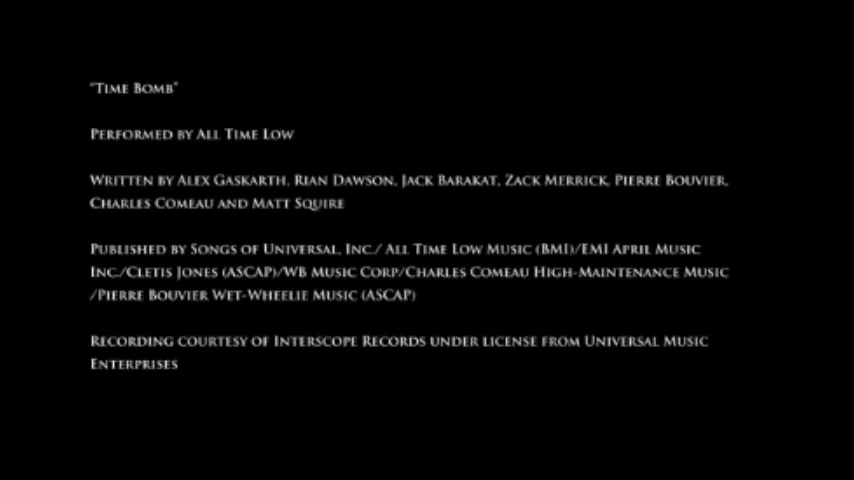 "Time Bomb"
Performed by All Time Low
Written by Alex Gaskarth, Rian Dawson, Jack Barakat, Zack Merrick, Pierre Bouvier,
Charles Comeau and Matt Squire
Published by Songs of Universal, Inc./ All Time Low Music (BMI)/EMI April Music
Inc./Cletis Jones (ASCAP)/WB Music Corp/Charles Comeau High-Maintenance Music
/Pierre Bouvier Wet-Wheelie Music (ASCAP)
Recording courtesy of Interscope Records under license from Universal Music
Enterprises